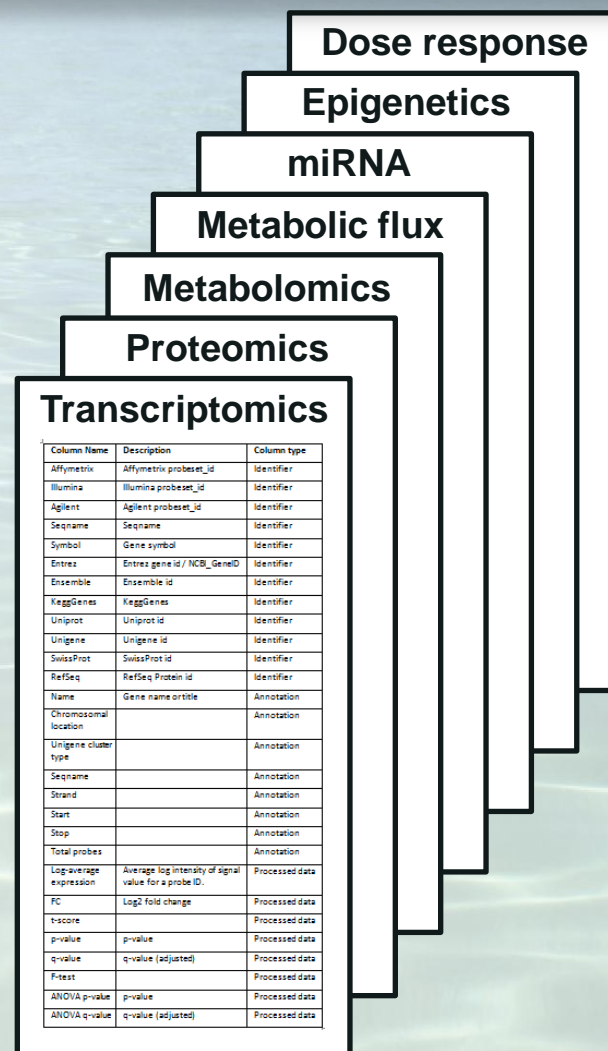 Dose response
Epigenetics
miRNA
Metabolic flux
Metabolomics
Proteomics
Transcriptomics
Column Name Description Column type
Affymetrix Affymetrix probeset_id Identifier
Illumina Illumina probeset_id Identifier
Agilent Agilent probeset_id Identifier
Seqname Seqname Identifier
Symbol Gene symbol Identifier
Entrez Entrez gene id / NCBI_GeneID Identifier
Ensemble Ensemble id Identifier
KeggGenes KeggGenes Identifier
Uniprot Uniprot id Identifier
Unigene Unigene id Identifier
SwissProt SwissProt id Identifier
RefSeq RefSeq Protein id Identifier
Name Gene name or title Annotation
Chromosomal Annotation
location
Unigene cluster Annotation
type
Seqname Annotation
Strand Annotation
Start Annotation
Stop Annotation
Total probes Annotation
Log-average Average log intensity of signal Processed data
expression value for a probe ID.
FC Log2 fold change Processed data
t-score Processed data
p-value p-value Processed data
q-value q-value (adjusted) Processed data
F-test Processed data
ANOVA p-value p-value Processed data
ANOVA q-value q-value (adjusted) Processed data